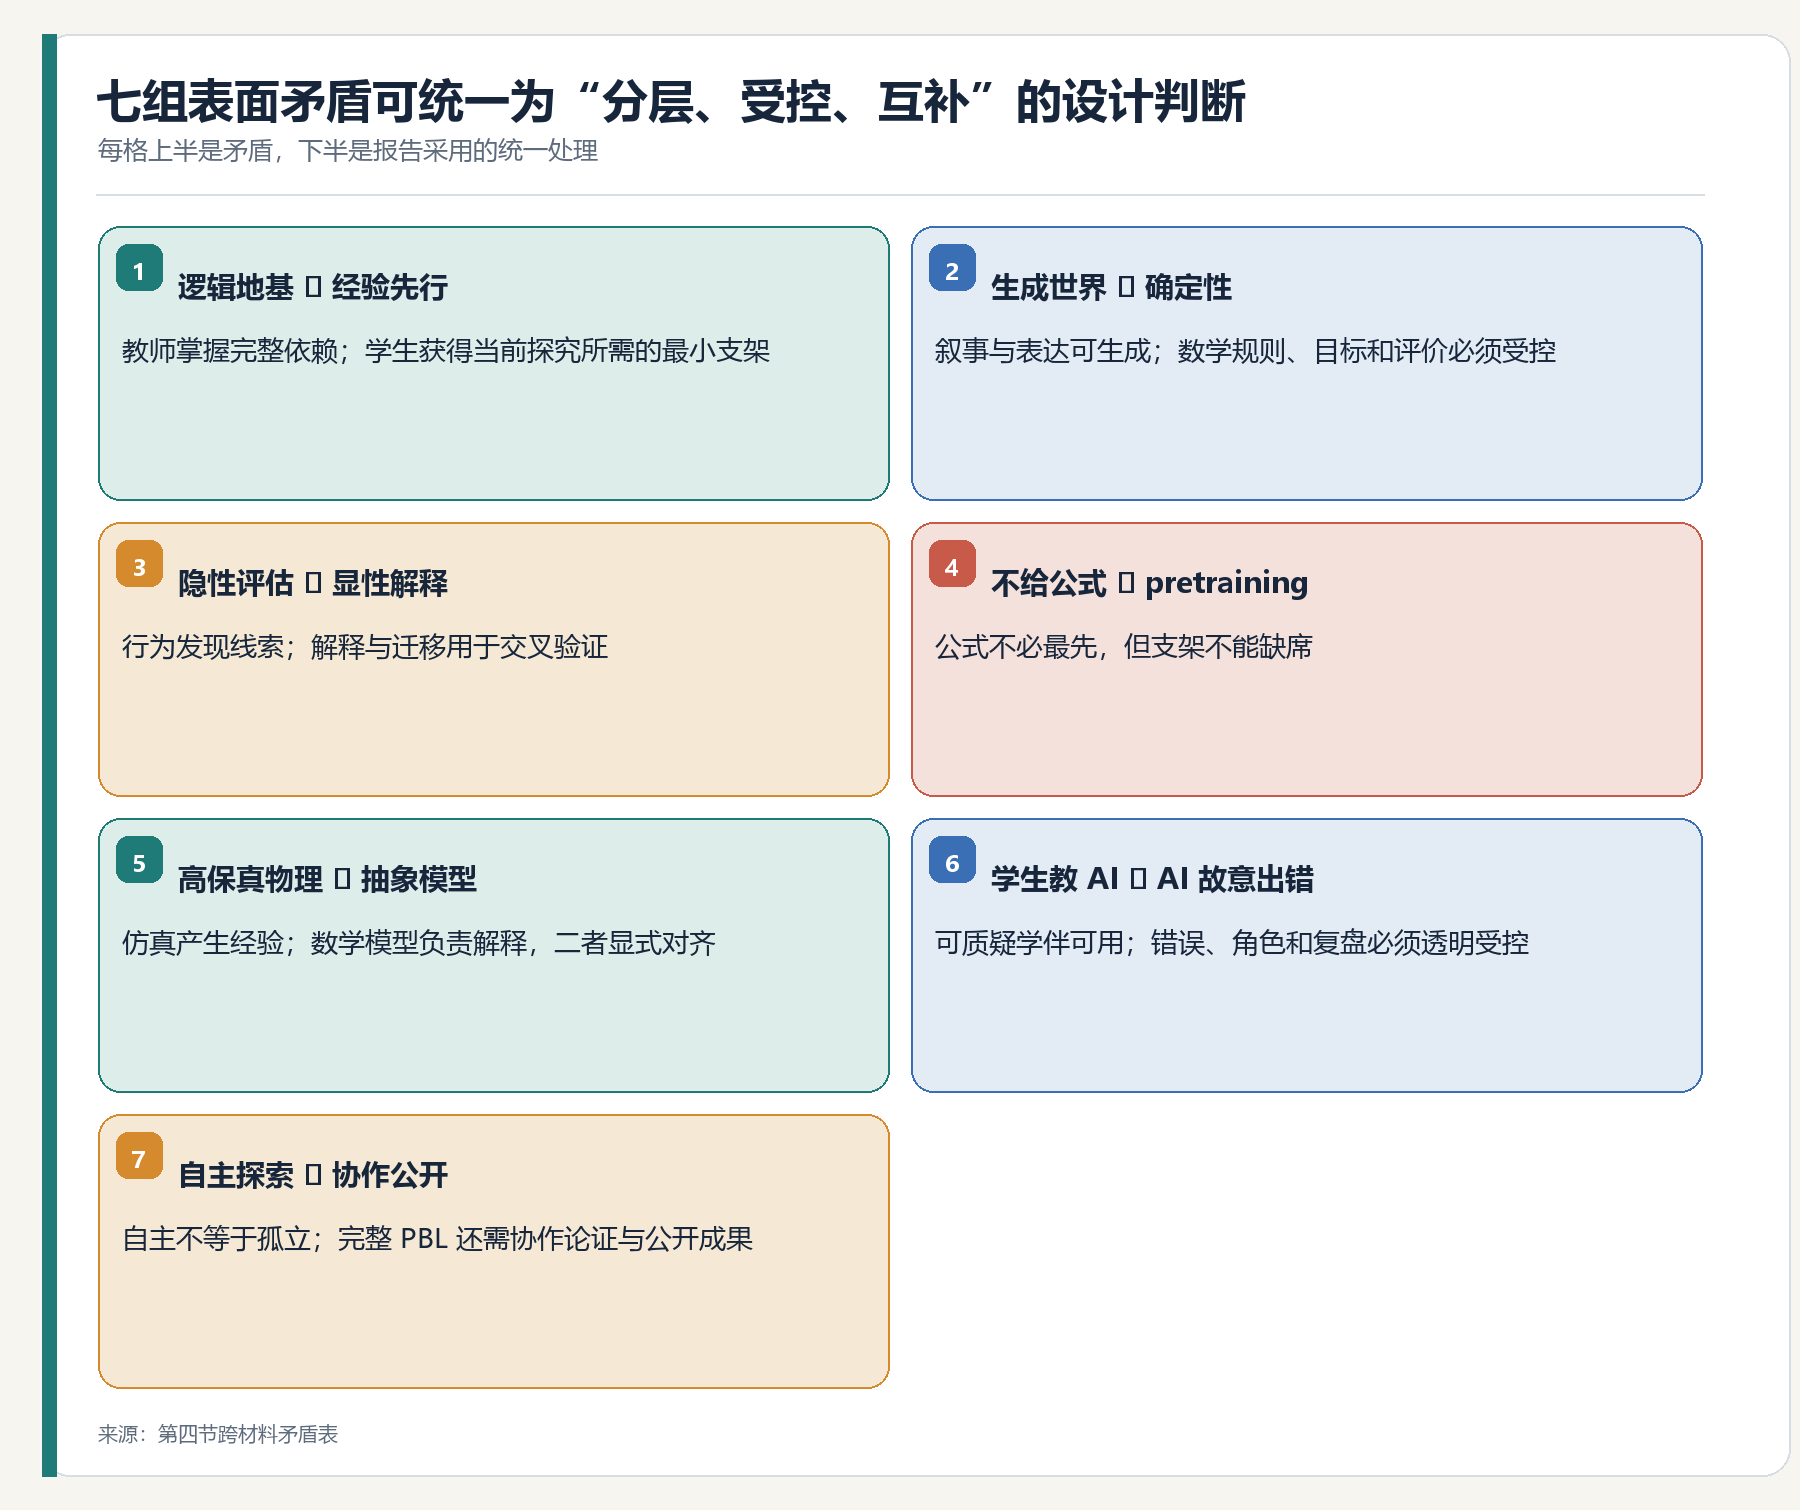 七组表面矛盾可统一为“分层、受控、互补”的设计判断
每格上半是矛盾，下半是报告采用的统一处理
1
逻辑地基 ▯ 经验先行
教师掌握完整依赖；学生获得当前探究所需的最小支架
2
生成世界 ▯ 确定性
叙事与表达可生成；数学规则、目标和评价必须受控
3
隐性评估 ▯ 显性解释
行为发现线索；解释与迁移用于交叉验证
4
不给公式 ▯ pretraining
公式不必最先，但支架不能缺席
5
高保真物理 ▯ 抽象模型
仿真产生经验；数学模型负责解释，二者显式对齐
6
学生教 AI ▯ AI 故意出错
可质疑学伴可用；错误、角色和复盘必须透明受控
7
自主探索 ▯ 协作公开
自主不等于孤立；完整 PBL 还需协作论证与公开成果
来源：第四节跨材料矛盾表